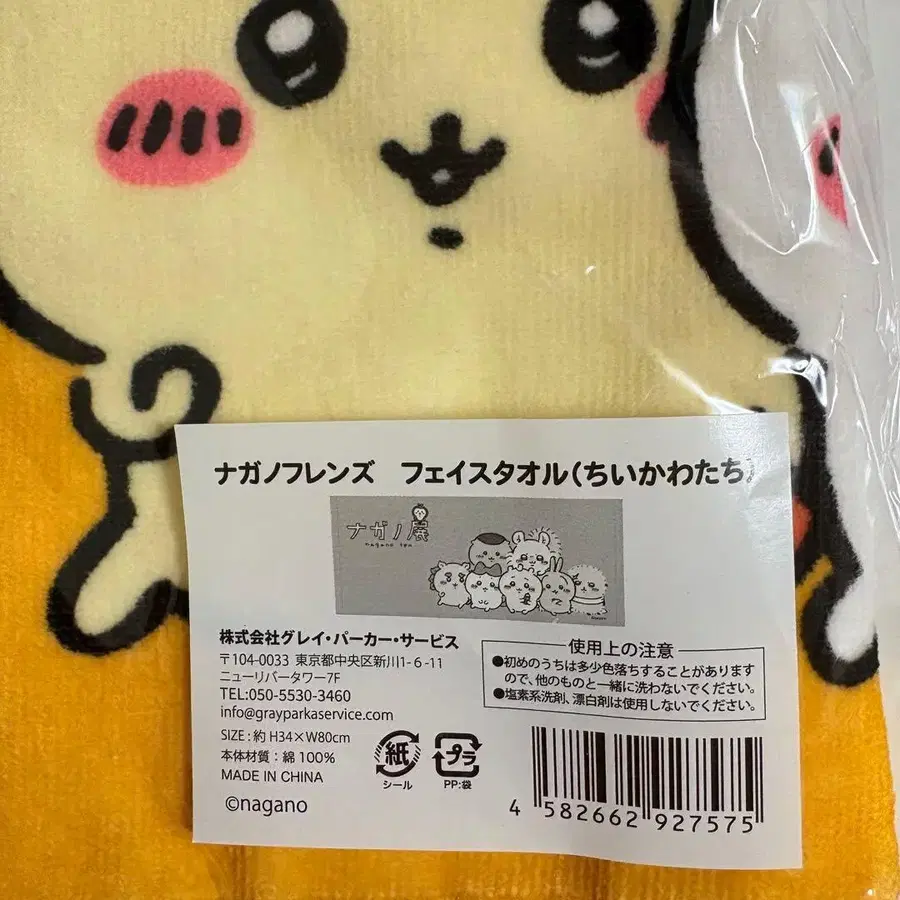 ナガノフレンズ　フェイスタオル(ちいかわたち)
ナガノ展
nagano ten
株式会社グレイ・パーカー・サービス
〒104-0033 東京都中央区新川1-6-11
ニューリバータワー7F
TEL:050-5530-3460
info@grayparkaservice.com
SIZE:約 H34×W80cm
本体材質:綿 100%
MADE IN CHINA
©nagano
使用上の注意
●初めのうちは多少色落ちすることがあります
ので、他のものと一緒に洗わないでください。
●塩素系洗剤、漂白剤は使用しないでください。
紙
シール
プラ
PP:袋
4 582662 927575